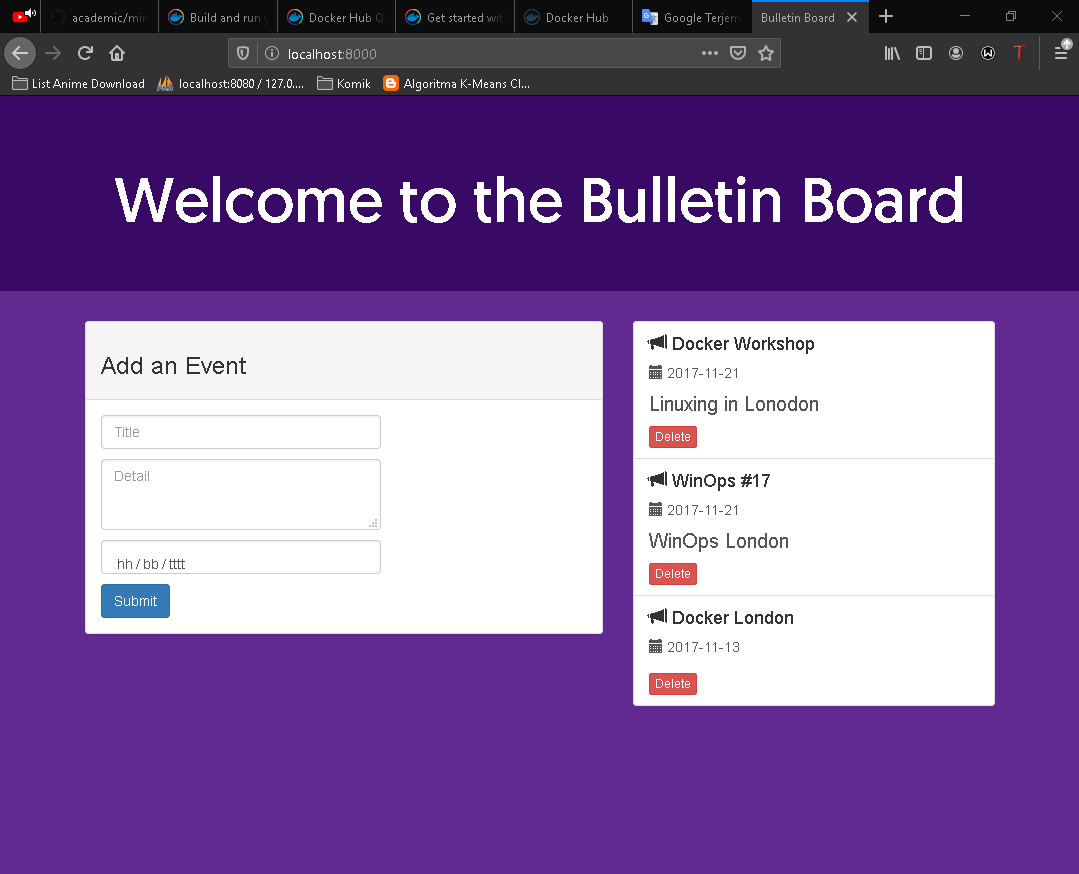 academic/min
Build and run y
Docker Hub Q
Get started wit
Docker Hub
Google Terjem
Bulletin Board
localhost:8000
List Anime Download
localhost:8080 / 127.0....
Komik
Algoritma K-Means Cl...
Welcome to the Bulletin Board
Add an Event
Title
Detail
hh / bb / tttt
Submit
Docker Workshop
2017-11-21
Linuxing in Lonodon
Delete
WinOps #17
2017-11-21
WinOps London
Delete
Docker London
2017-11-13
Delete